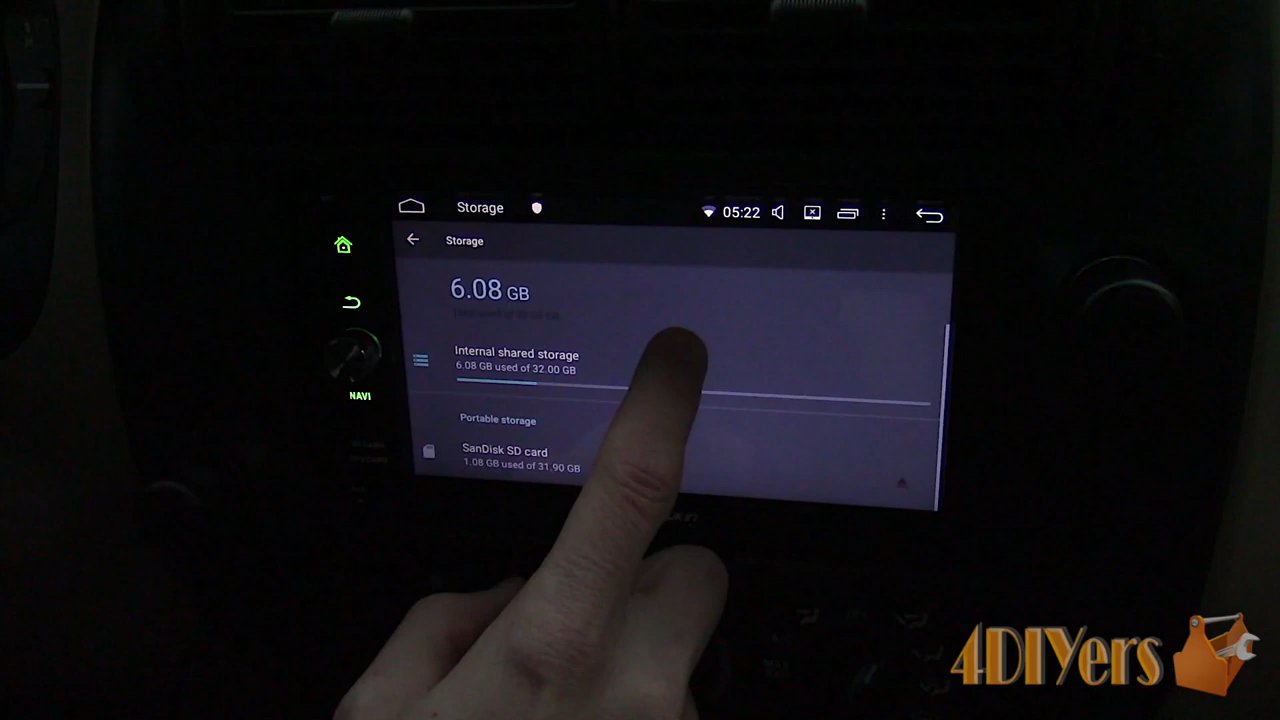 Storage
05:22
Storage
6.08 GB
Internal shared storage
6.08 GB used of 32.00 GB
Portable storage
SanDisk SD card
1.08 GB used of 31.90 GB
NAVI
4DIYers